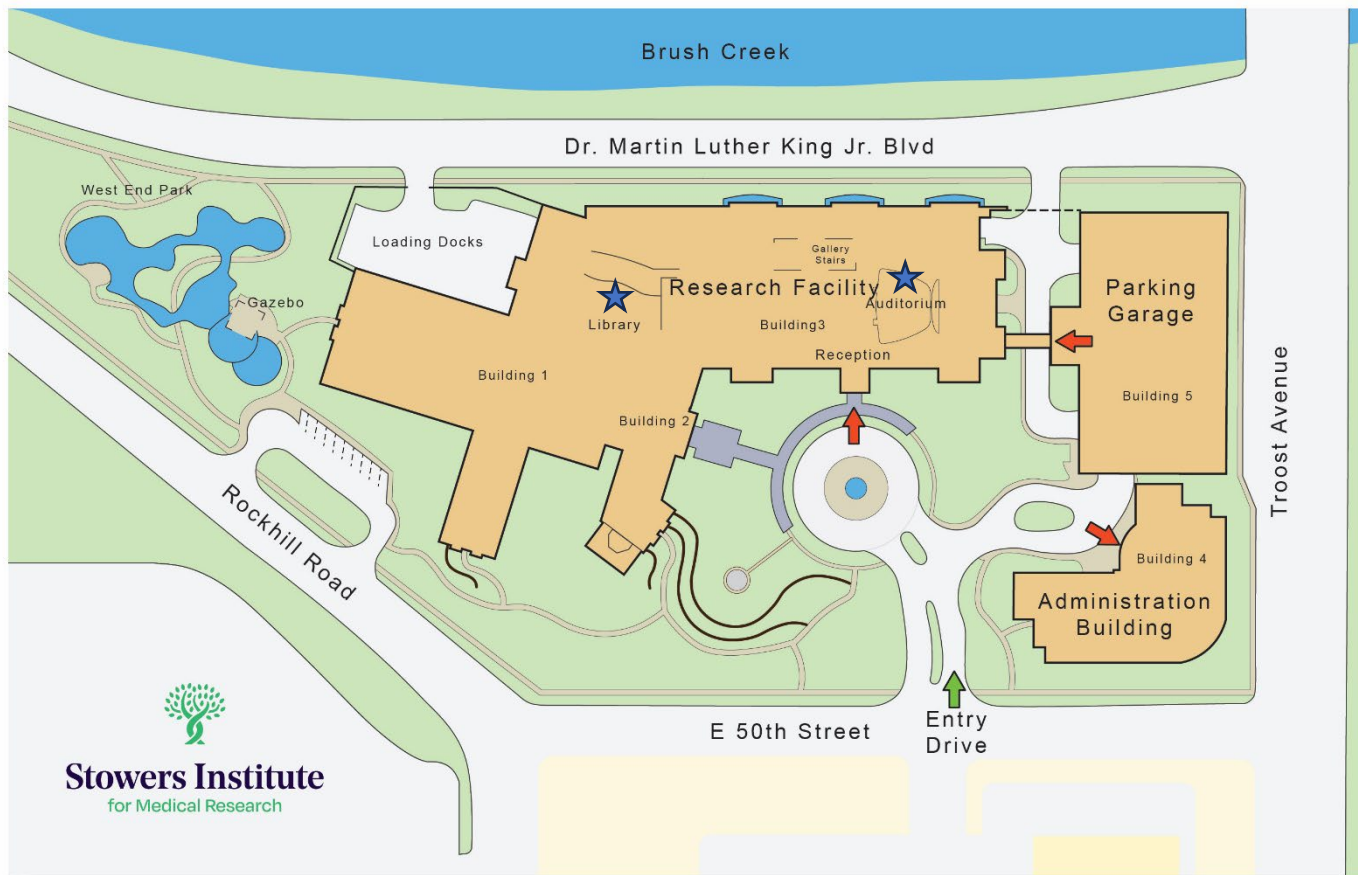 Brush Creek
Dr. Martin Luther King Jr. Blvd
West End Park
Loading Docks
Gallery
Stairs
Gazebo
Research Facility
Auditorium
Library
Building3
Reception
Parking
Garage
Building 1
Building 2
Building 5
Troost Avenue
Rockhill Road
Building 4
Administration
Building
E 50th Street
Entry
Drive
Stowers Institute
for Medical Research